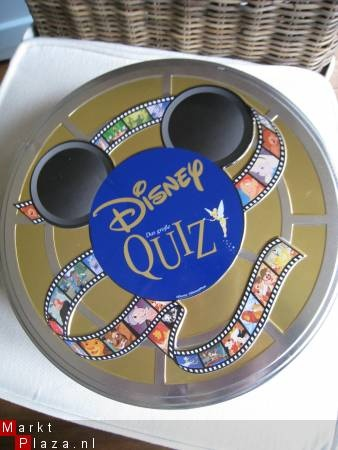 Disney
Das große
QUIZ
Markt
Plaza.nl